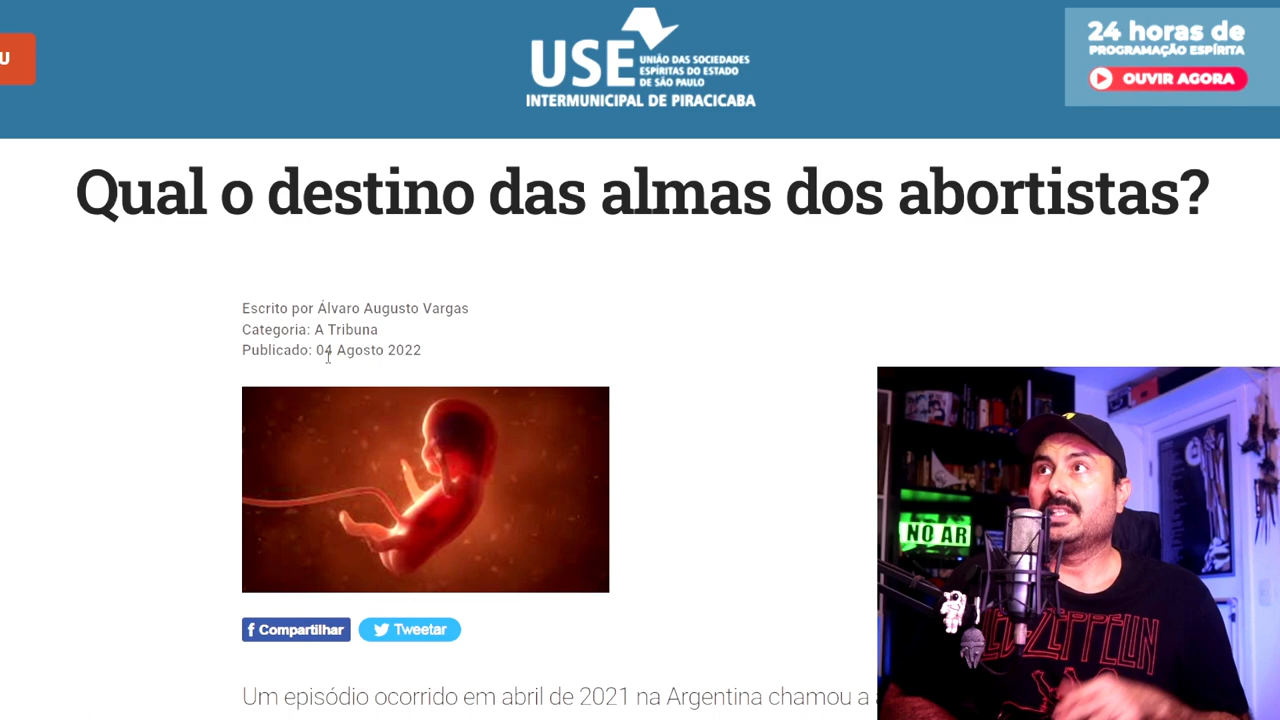 U
USE
UNIÃO DAS SOCIEDADES
ESPÍRITAS DO ESTADO
DE SÃO PAULO
INTERMUNICIPAL DE PIRACICABA
24 horas de
PROGRAMAÇÃO ESPÍRITA
OUVIR AGORA
Qual o destino das almas dos abortistas?
Escrito por Álvaro Augusto Vargas
Categoria: A Tribuna
Publicado: 04 Agosto 2022
f Compartilhar
Tweetar
Um episódio ocorrido em abril de 2021 na Argentina chamou a
NO AR
LED ZEPPELIN